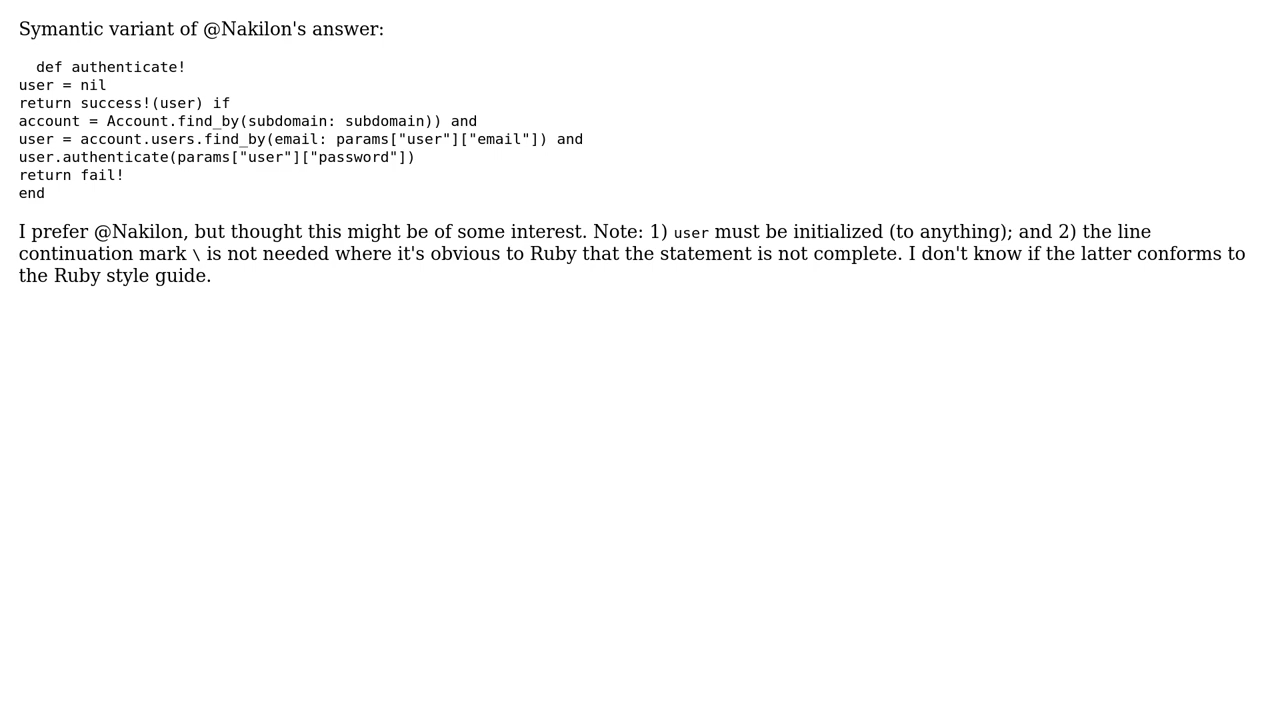 Symantic variant of @Nakilon's answer:
def authenticate!
user = nil
return success!(user) if
account = Account.find_by(subdomain: subdomain)) and
user = account.users.find_by(email: params["user"]["email"]) and
user.authenticate(params["user"]["password"])
return fail!
end
I prefer @Nakilon, but thought this might be of some interest. Note: 1) user must be initialized (to anything); and 2) the line
continuation mark \ is not needed where it's obvious to Ruby that the statement is not complete. I don't know if the latter conforms to
the Ruby style guide.